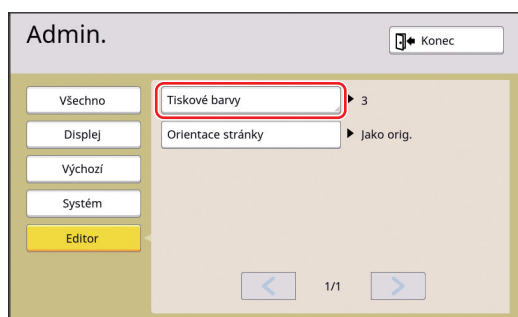 Admin.
Konec
Všechno
Displej
Výchozí
Systém
Editor
Tiskové barvy
3
Orientace stránky
Jako orig.
1/1